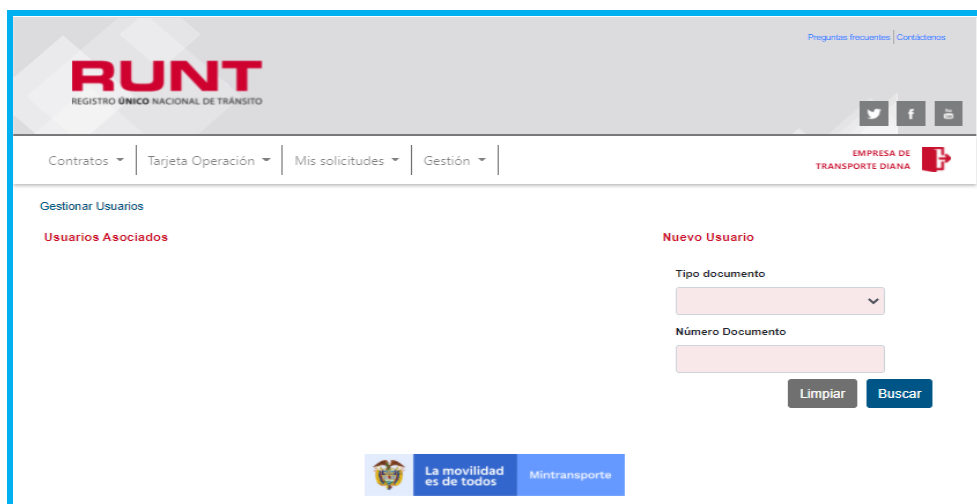 Preguntas frecuentes | Contáctenos
RUNT
REGISTRO ÚNICO NACIONAL DE TRÁNSITO
Contratos
Tarjeta Operación
Mis solicitudes
Gestión
EMPRESA DE
TRANSPORTE DIANA
Gestionar Usuarios
Usuarios Asociados
Nuevo Usuario
Tipo documento
Número Documento
Limpiar
Buscar
La movilidad
es de todos
Mintransporte